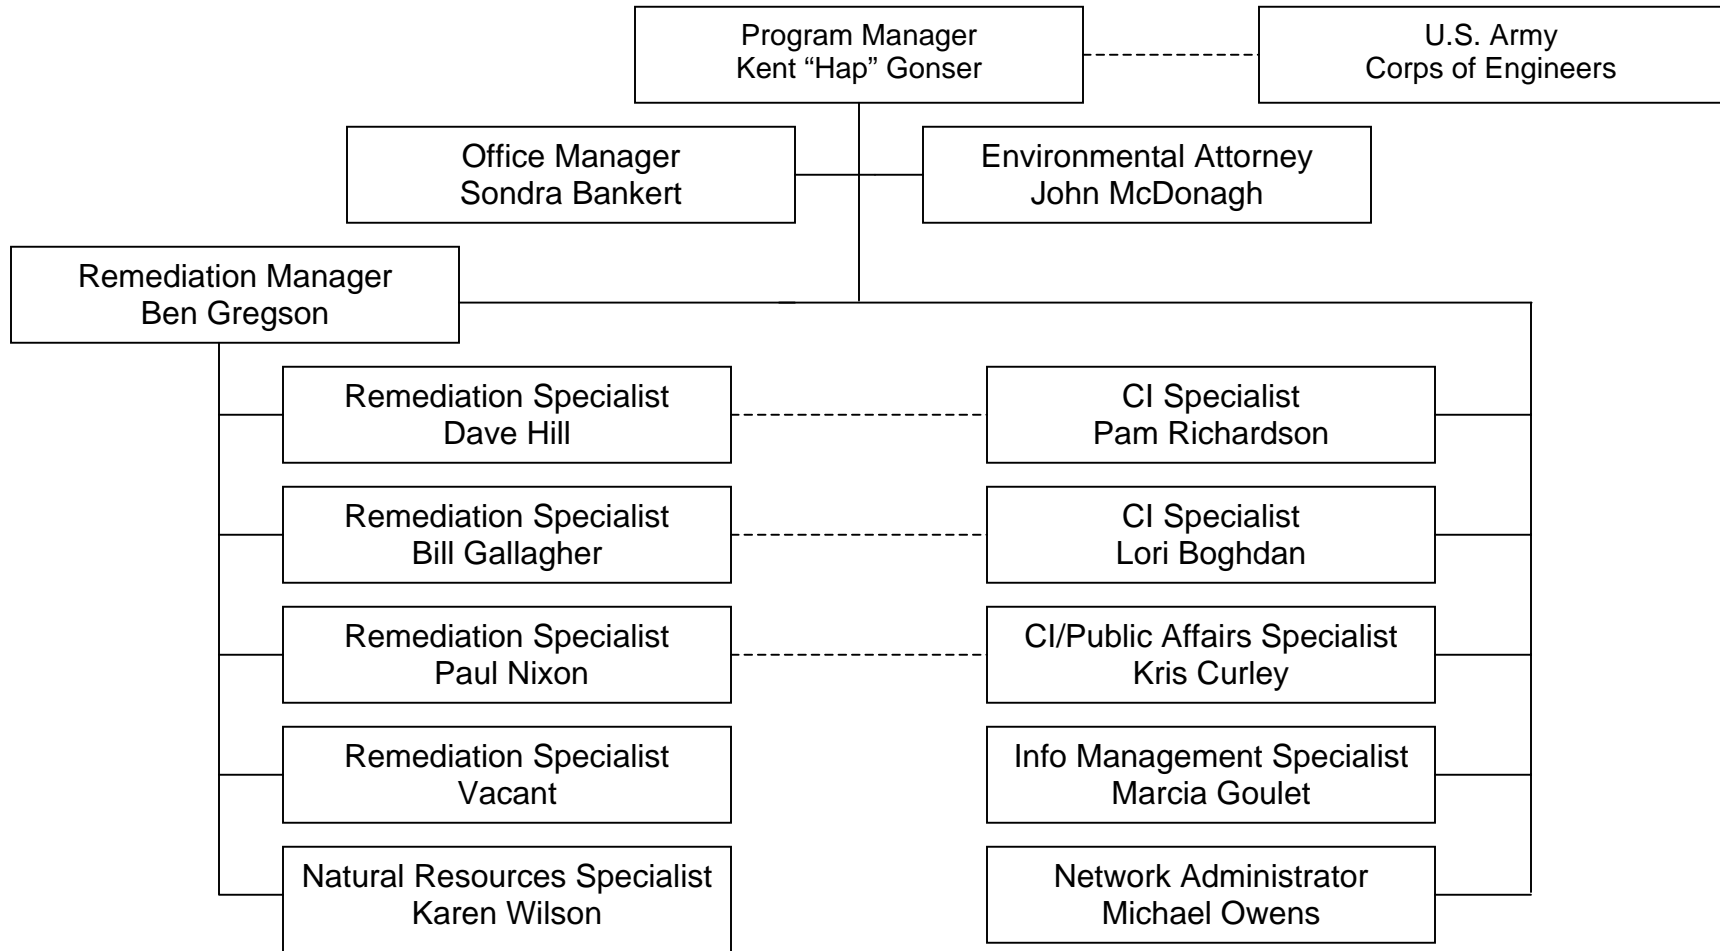 Program Manager
Kent “Hap” Gonser
U.S. Army
Corps of Engineers
Office Manager
Sondra Bankert
Environmental Attorney
John McDonagh
Remediation Manager
Ben Gregson
Remediation Specialist
Dave Hill
CI Specialist
Pam Richardson
Remediation Specialist
Bill Gallagher
CI Specialist
Lori Boghdan
Remediation Specialist
Paul Nixon
CI/Public Affairs Specialist
Kris Curley
Remediation Specialist
Vacant
Info Management Specialist
Marcia Goulet
Natural Resources Specialist
Karen Wilson
Network Administrator
Michael Owens